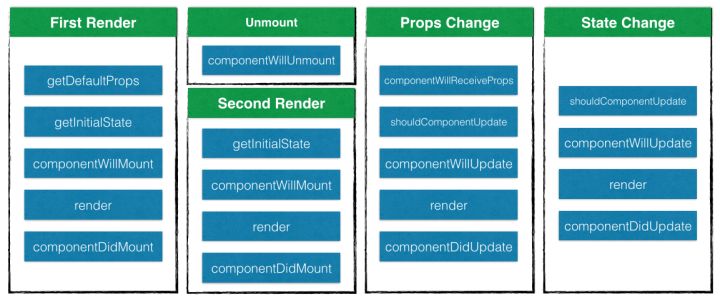 First Render
getDefaultProps
getInitialState
componentWillMount
render
componentDidMount
Unmount
componentWillUnmount
Second Render
getInitialState
componentWillMount
render
componentDidMount
Props Change
componentWillReceiveProps
shouldComponentUpdate
componentWillUpdate
render
componentDidUpdate
State Change
shouldComponentUpdate
componentWillUpdate
render
componentDidUpdate